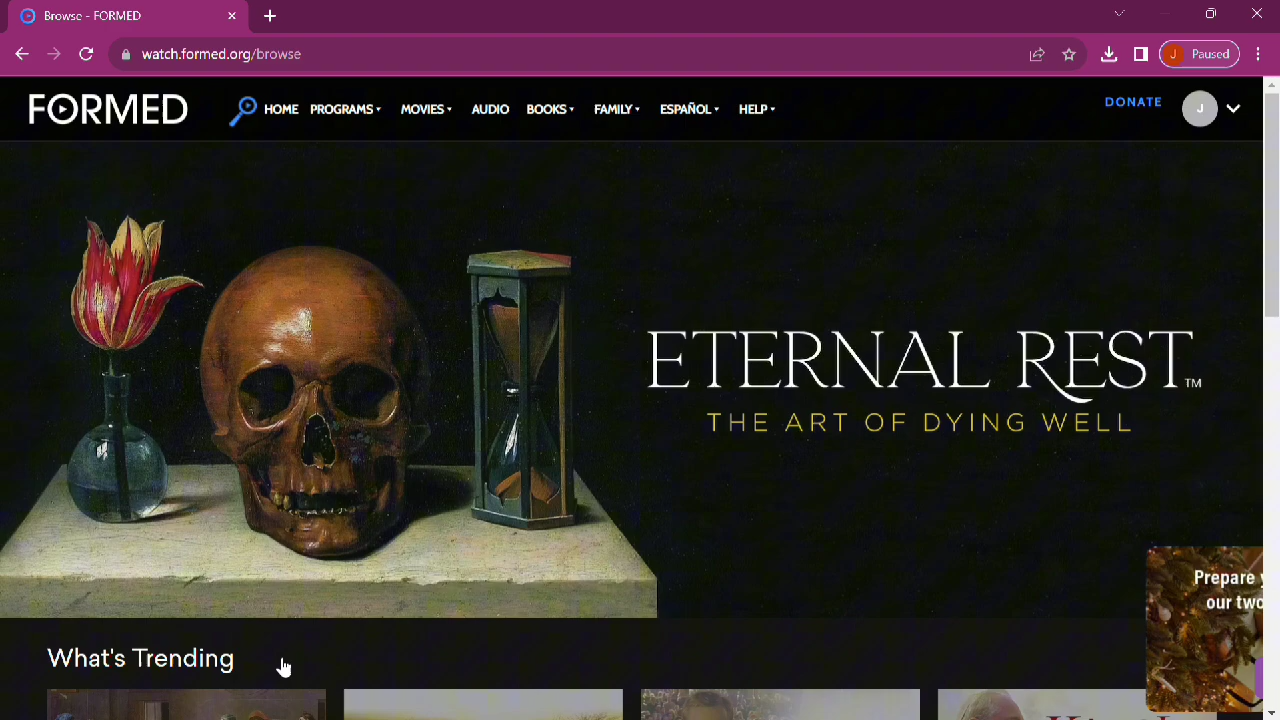 Browse - FORMED
watch.formed.org/browse
J Paused
FORMED HOME PROGRAMS MOVIES AUDIO BOOKS FAMILY ESPAÑOL HELP DONATE J
ETERNAL REST™
THE ART OF DYING WELL
Prepare
our two
What's Trending